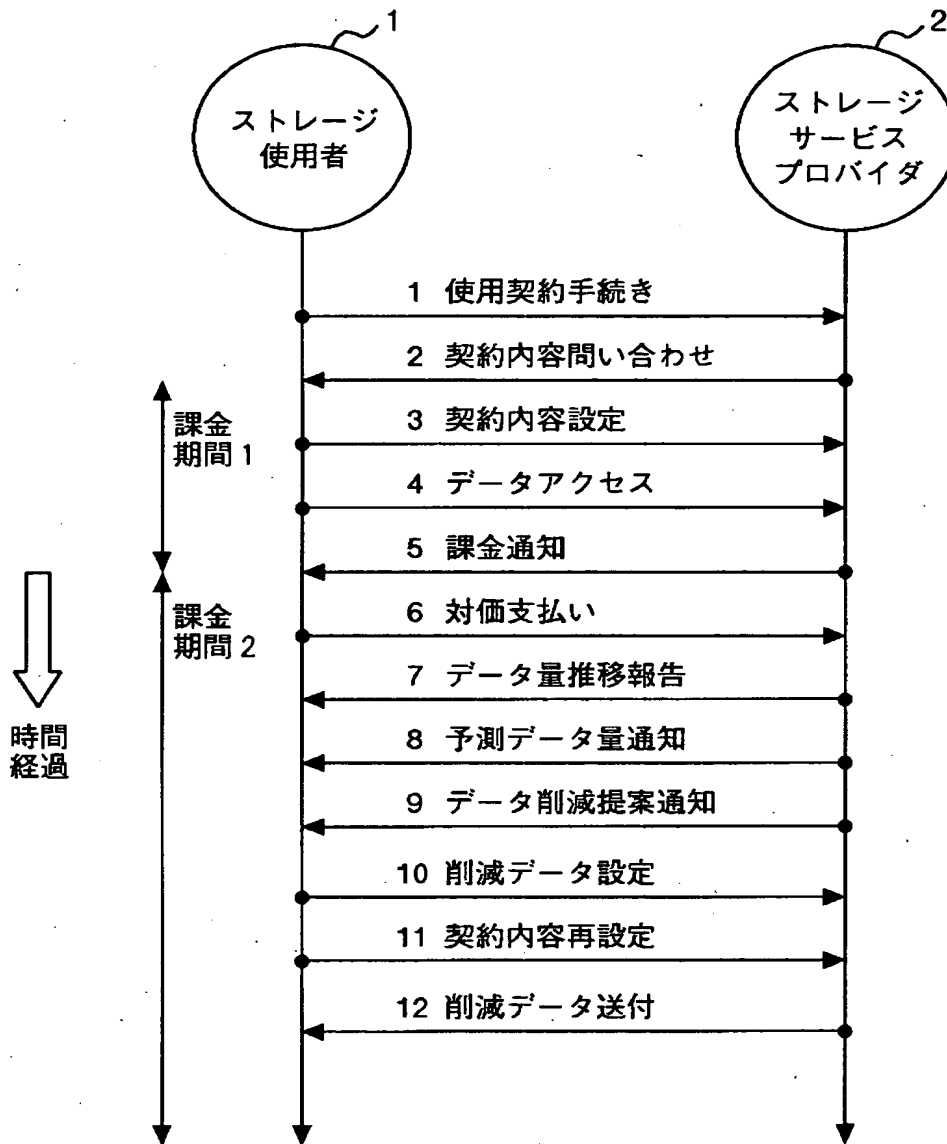 1
ストレージ
使用者
2
ストレージ
サービス
プロバイダ
1 使用契約手続き
2 契約内容問い合わせ
課金
期間1
3 契約内容設定
4 データアクセス
5 課金通知
課金
期間2
6 対価支払い
7 データ量推移報告
時間
経過
8 予測データ量通知
9 データ削減提案通知
10 削減データ設定
11 契約内容再設定
12 削減データ送付